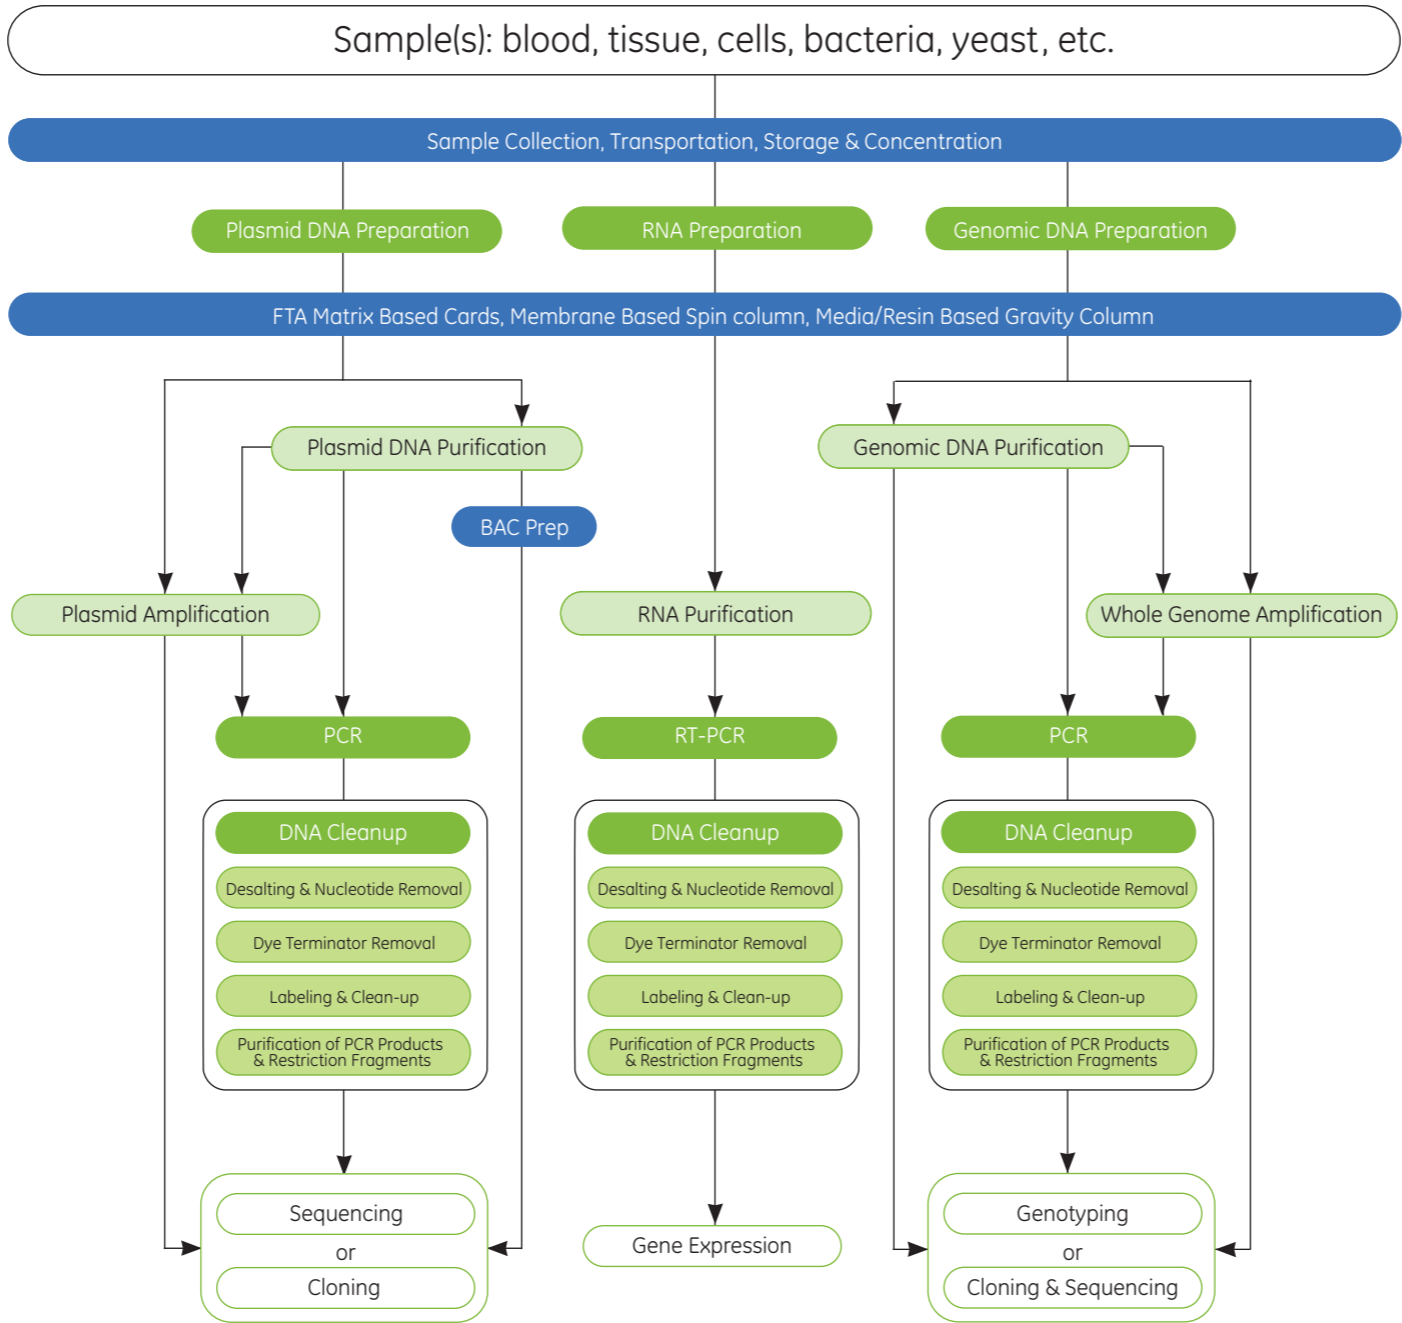 Sample(s): blood, tissue, cells, bacteria, yeast, etc.
Sample Collection, Transportation, Storage & Concentration
Plasmid DNA Preparation
RNA Preparation
Genomic DNA Preparation
FTA Matrix Based Cards, Membrane Based Spin column, Media/Resin Based Gravity Column
Plasmid DNA Purification
Genomic DNA Purification
BAC Prep
Plasmid Amplification
RNA Purification
Whole Genome Amplification
PCR
RT-PCR
PCR
DNA Cleanup
Desalting & Nucleotide Removal
Dye Terminator Removal
Labeling & Clean-up
Purification of PCR Products
& Restriction Fragments
DNA Cleanup
Desalting & Nucleotide Removal
Dye Terminator Removal
Labeling & Clean-up
Purification of PCR Products
& Restriction Fragments
DNA Cleanup
Desalting & Nucleotide Removal
Dye Terminator Removal
Labeling & Clean-up
Purification of PCR Products
& Restriction Fragments
Sequencing
or
Cloning
Gene Expression
Genotyping
or
Cloning & Sequencing